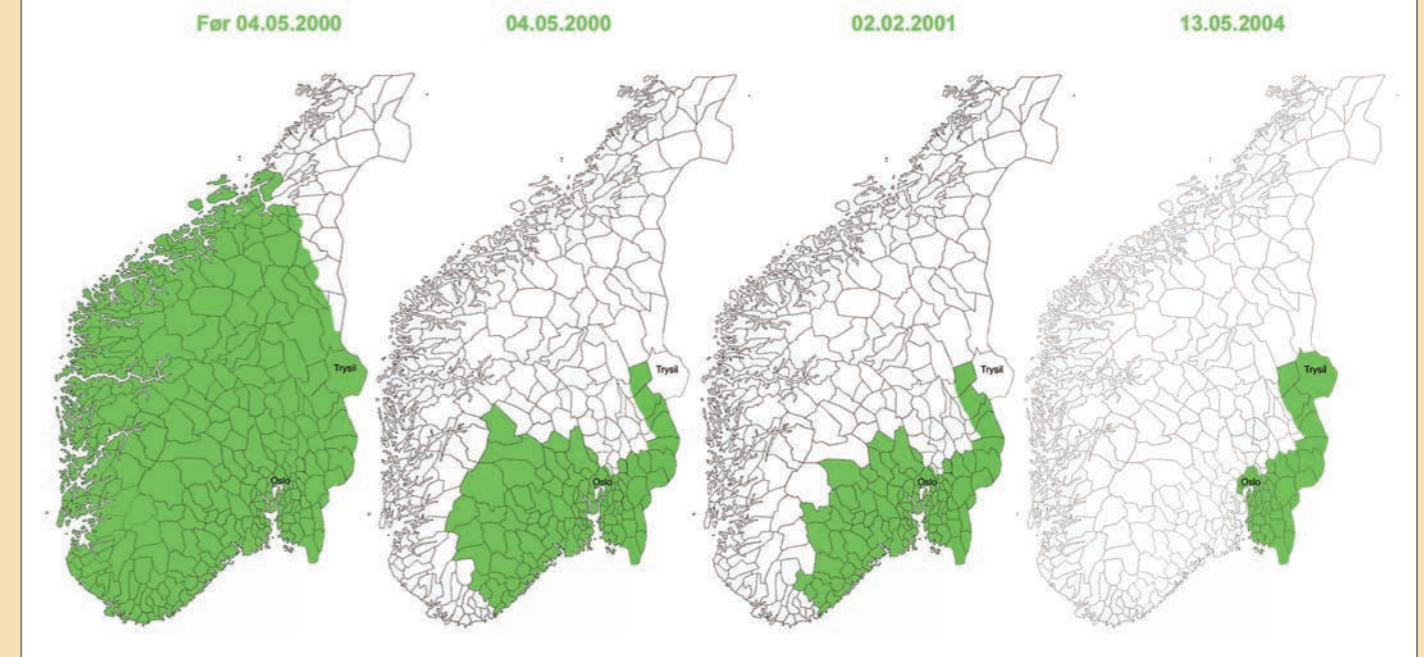 Før 04.05.2000 04.05.2000 02.02.2001 13.05.2004
Trysil Trysil Trysil Trysil
Oslo Oslo Oslo Oslo